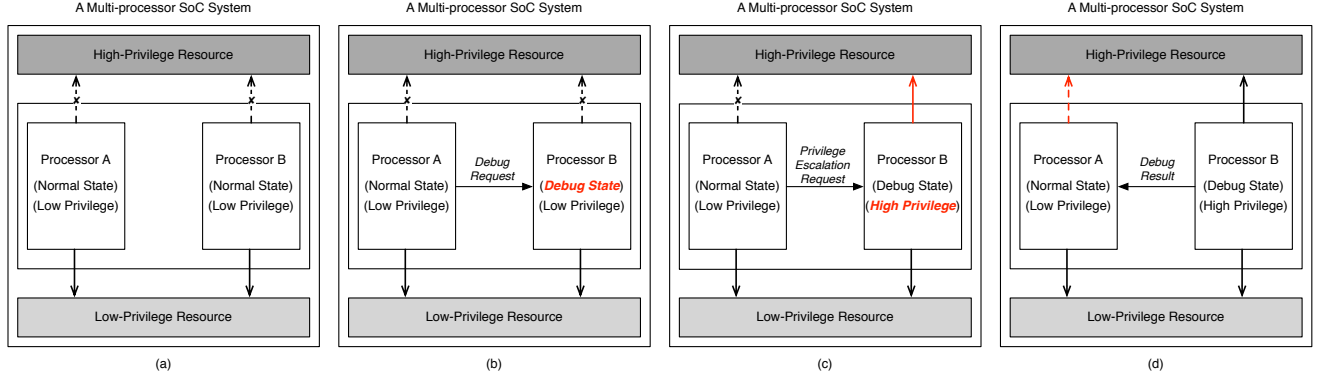 A Multi-processor SoC System
High-Privilege Resource
Processor A
(Normal State)
(Low Privilege)
Processor B
(Normal State)
(Low Privilege)
Low-Privilege Resource
(a)
A Multi-processor SoC System
High-Privilege Resource
Processor A
(Normal State)
(Low Privilege)
Debug
Request
Processor B
(Debug State)
(Low Privilege)
Low-Privilege Resource
(b)
A Multi-processor SoC System
High-Privilege Resource
Processor A
(Normal State)
(Low Privilege)
Privilege
Escalation
Request
Processor B
(Debug State)
(High Privilege)
Low-Privilege Resource
(c)
A Multi-processor SoC System
High-Privilege Resource
Processor A
(Normal State)
(Low Privilege)
Debug
Result
Processor B
(Debug State)
(High Privilege)
Low-Privilege Resource
(d)